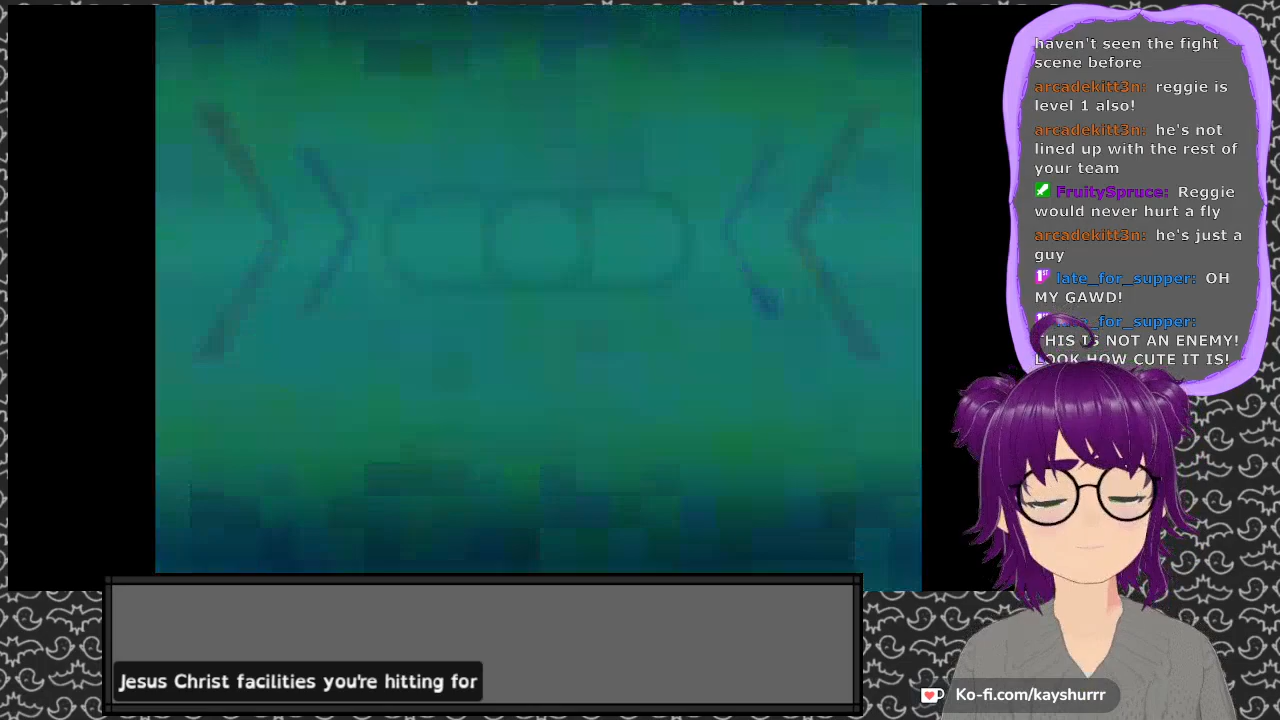 haven't seen the fight
scene before
arcadekitt3n: reggie is
level 1 also!
arcadekitt3n: he's not
lined up with the rest of
your team
FruitySpruce: Reggie
would never hurt a fly
arcadekitt3n: he's just a
guy
1st late_for_supper: OH
MY GAWD!
late_for_supper:
THIS IS NOT AN ENEMY!
LOOK HOW CUTE IT IS!
Jesus Christ facilities you're hitting for
Ko-fi.com/kayshurrr